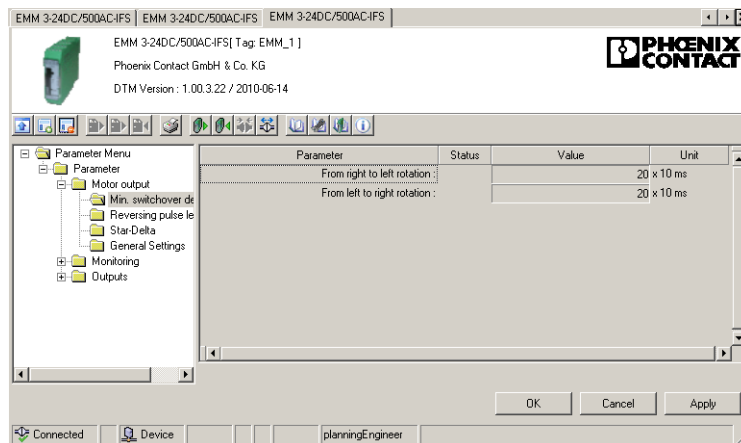 EMM 3-24DC/500AC-IFS EMM 3-24DC/500AC-IFS EMM 3-24DC/500AC-IFS
EMM 3-24DC/500AC-IFS[ Tag: EMM_1 ]
Phoenix Contact GmbH & Co. KG
DTM Version : 1.00.3.22 / 2010-06-14
PHŒNIX
CONTACT
Parameter Menu
Parameter
Motor output
Min. switchover de
Reversing pulse le
Star-Delta
General Settings
Monitoring
Outputs
Parameter Status Value Unit
From right to left rotation : 20 x 10 ms
From left to right rotation : 20 x 10 ms
OK Cancel Apply
Connected Device planningEngineer